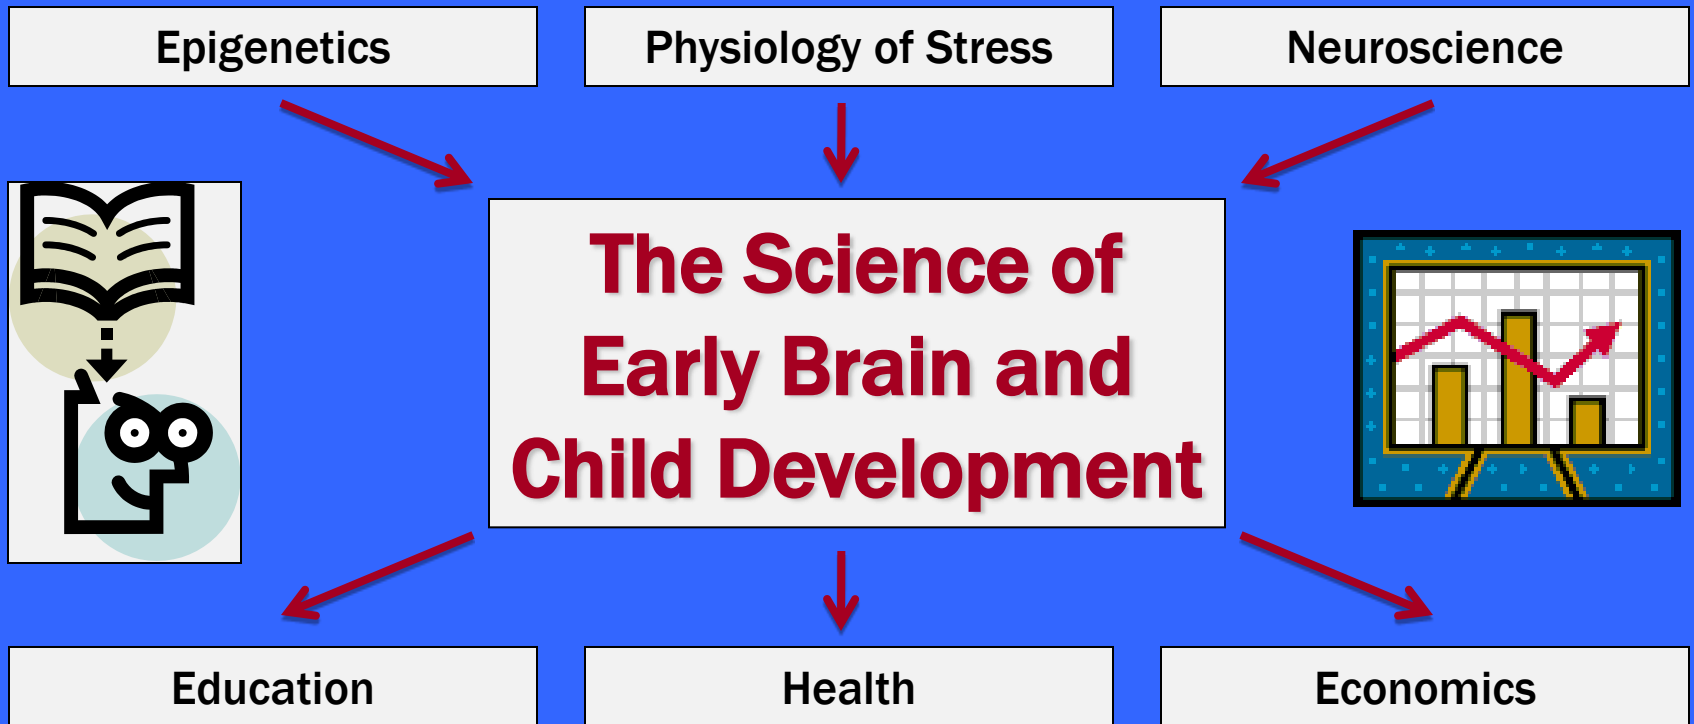 Epigenetics
Physiology of Stress
Neuroscience
The Science of
Early Brain and
Child Development
Education
Health
Economics